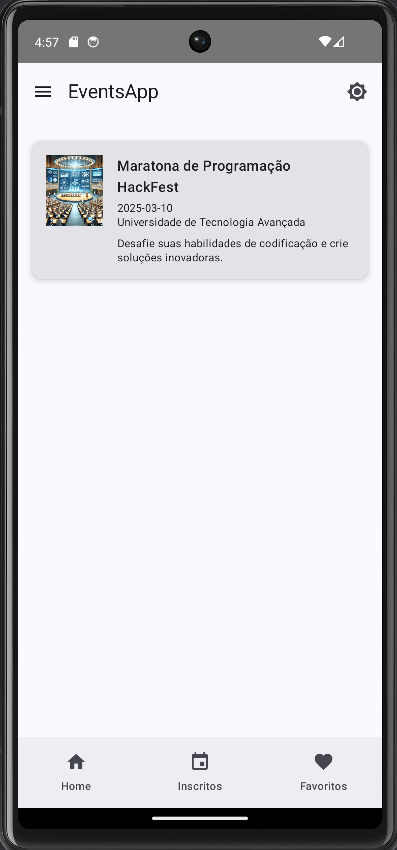 4:57
EventsApp
Maratona de Programação
HackFest
2025-03-10
Universidade de Tecnologia Avançada
Desafie suas habilidades de codificação e crie
soluções inovadoras.
Home Inscritos Favoritos